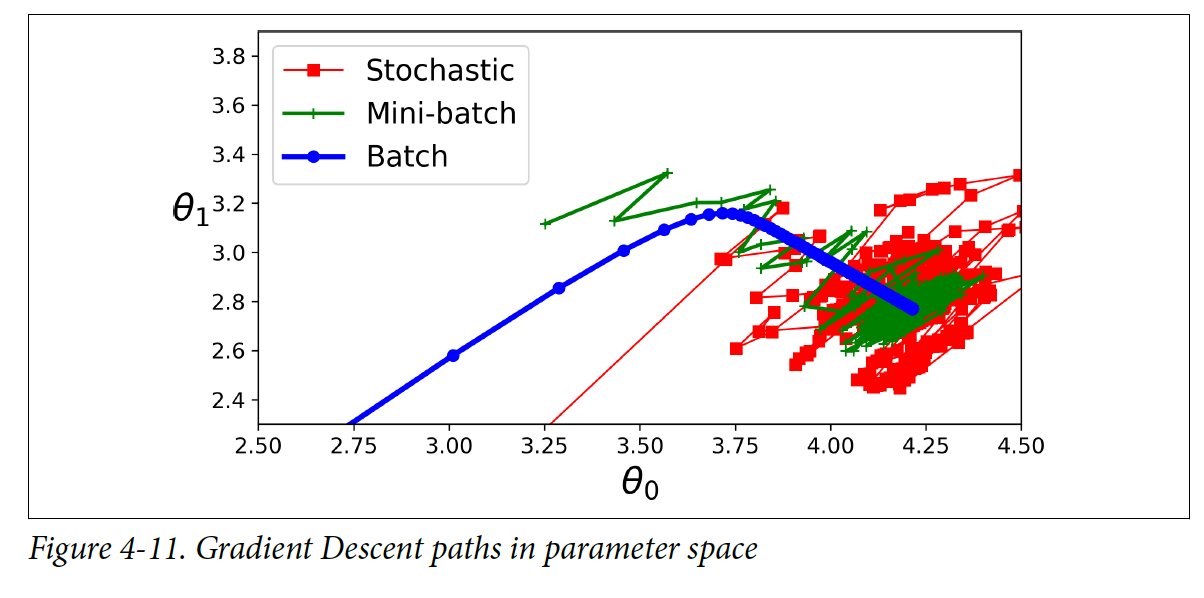 3.8
3.6
3.4
3.2
3.0
2.8
2.6
2.4
θ1
Stochastic
Mini-batch
Batch
2.50 2.75 3.00 3.25 3.50 3.75 4.00 4.25 4.50
θ0
Figure 4-11. Gradient Descent paths in parameter space